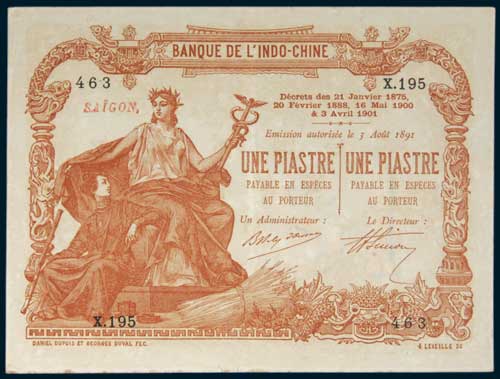 BANQUE DE L'INDO-CHINE
463
X.195
SAÏGON,
Décrets des 21 Janvier 1875,
20 Février 1888, 16 Mai 1900
& 3 Avril 1901
Emission autorisée le 3 Août 1891
UNE PIASTRE
PAYABLE EN ESPÈCES
AU PORTEUR
UNE PIASTRE
PAYABLE EN ESPÈCES
AU PORTEUR
Un Administrateur :
Le Directeur :
X.195
463
DANIEL DUPUIS ET GEORGES DUVAL FEC.
LEVEILLE SC